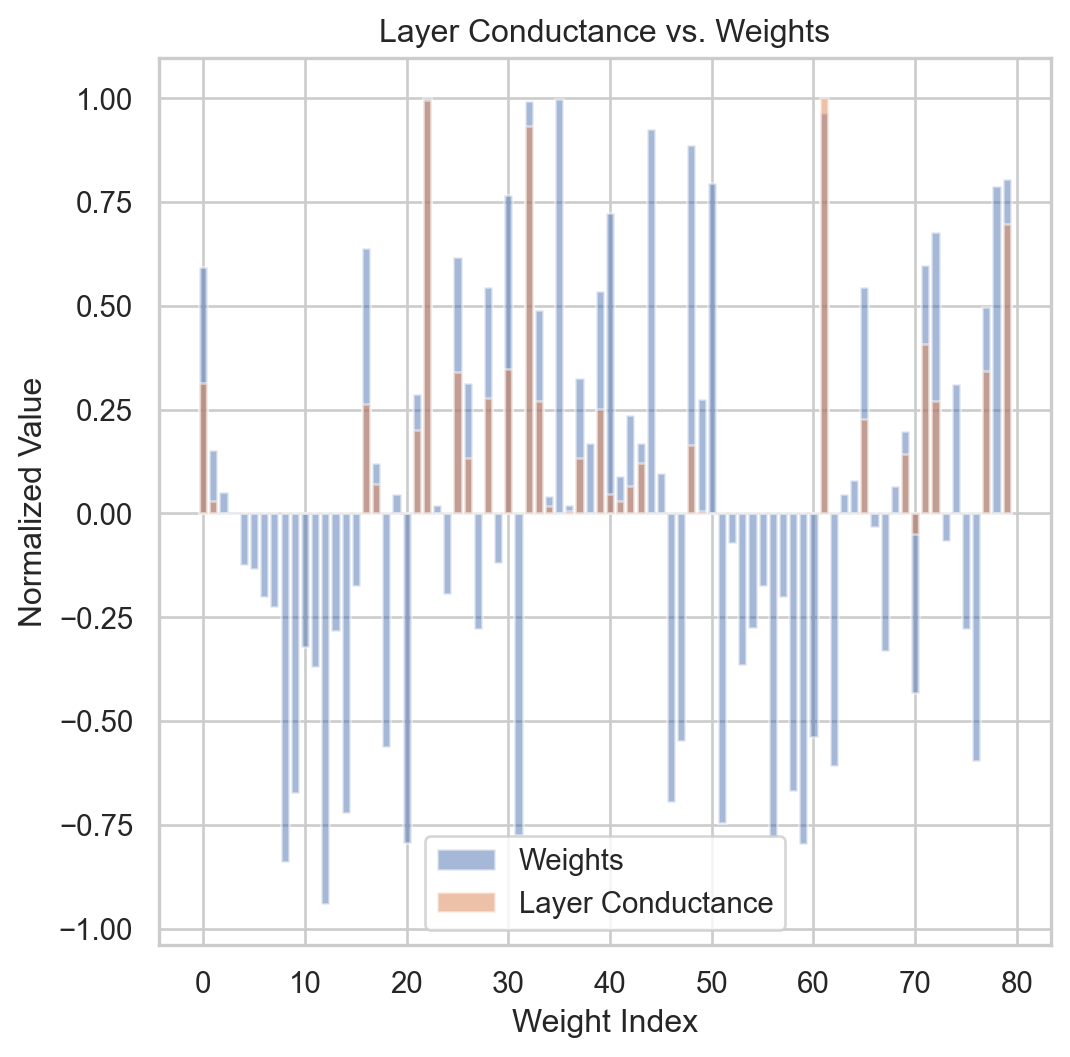 Layer Conductance vs. Weights
Normalized Value
1.00
0.75
0.50
0.25
0.00
−0.25
−0.50
−0.75
−1.00
Weights
Layer Conductance
0 10 20 30 40 50 60 70 80
Weight Index